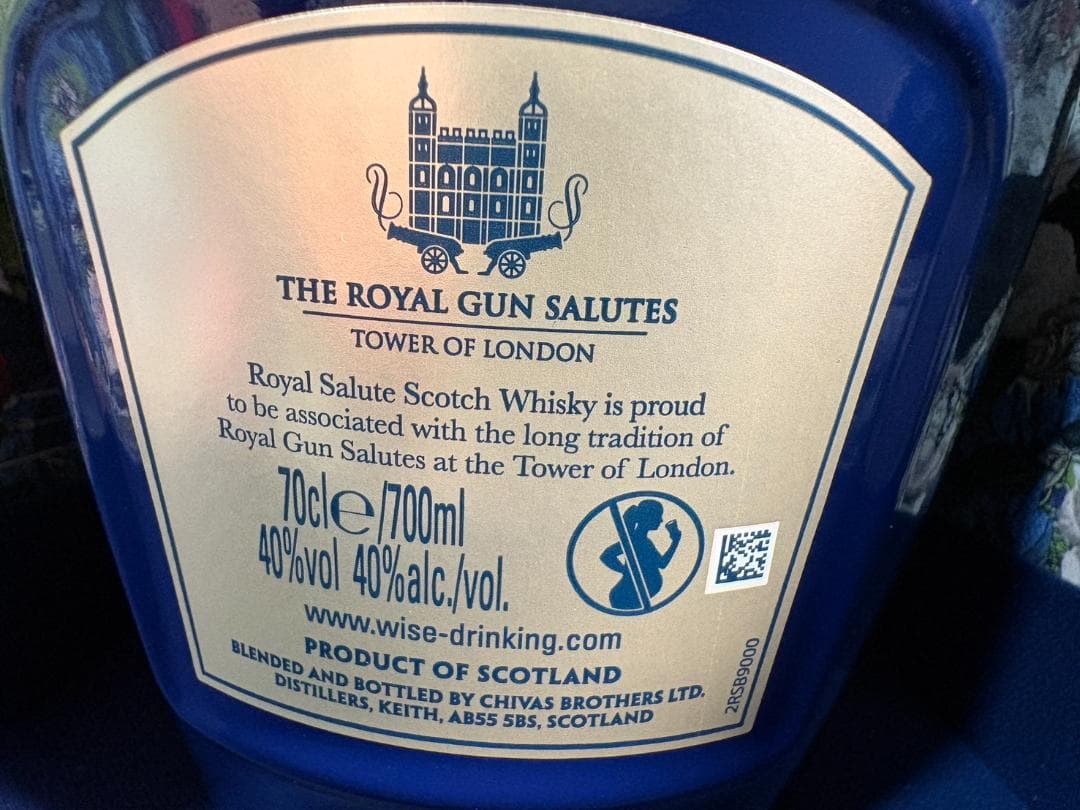 THE ROYAL GUN SALUTES
TOWER OF LONDON
Royal Salute Scotch Whisky is proud
to be associated with the long tradition of
Royal Gun Salutes at the Tower of London.
70cl℮/700ml
40%vol 40%alc./vol.
www.wise-drinking.com
PRODUCT OF SCOTLAND
BLENDED AND BOTTLED BY CHIVAS BROTHERS LTD.
DISTILLERS, KEITH, AB55 5BS, SCOTLAND
2RSB9000